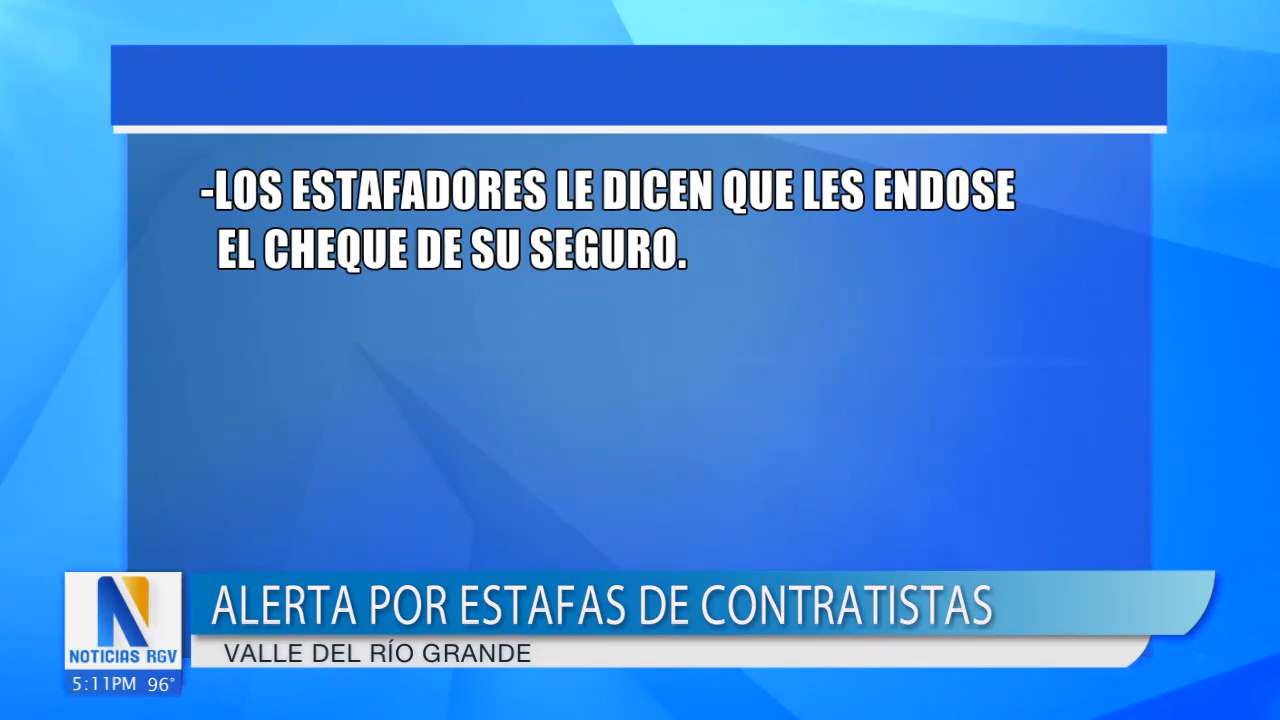 -LOS ESTAFADORES LE DICEN QUE LES ENDOSE
EL CHEQUE DE SU SEGURO.
ALERTA POR ESTAFAS DE CONTRATISTAS
VALLE DEL RÍO GRANDE
N
NOTICIAS RGV
5:11PM 96°